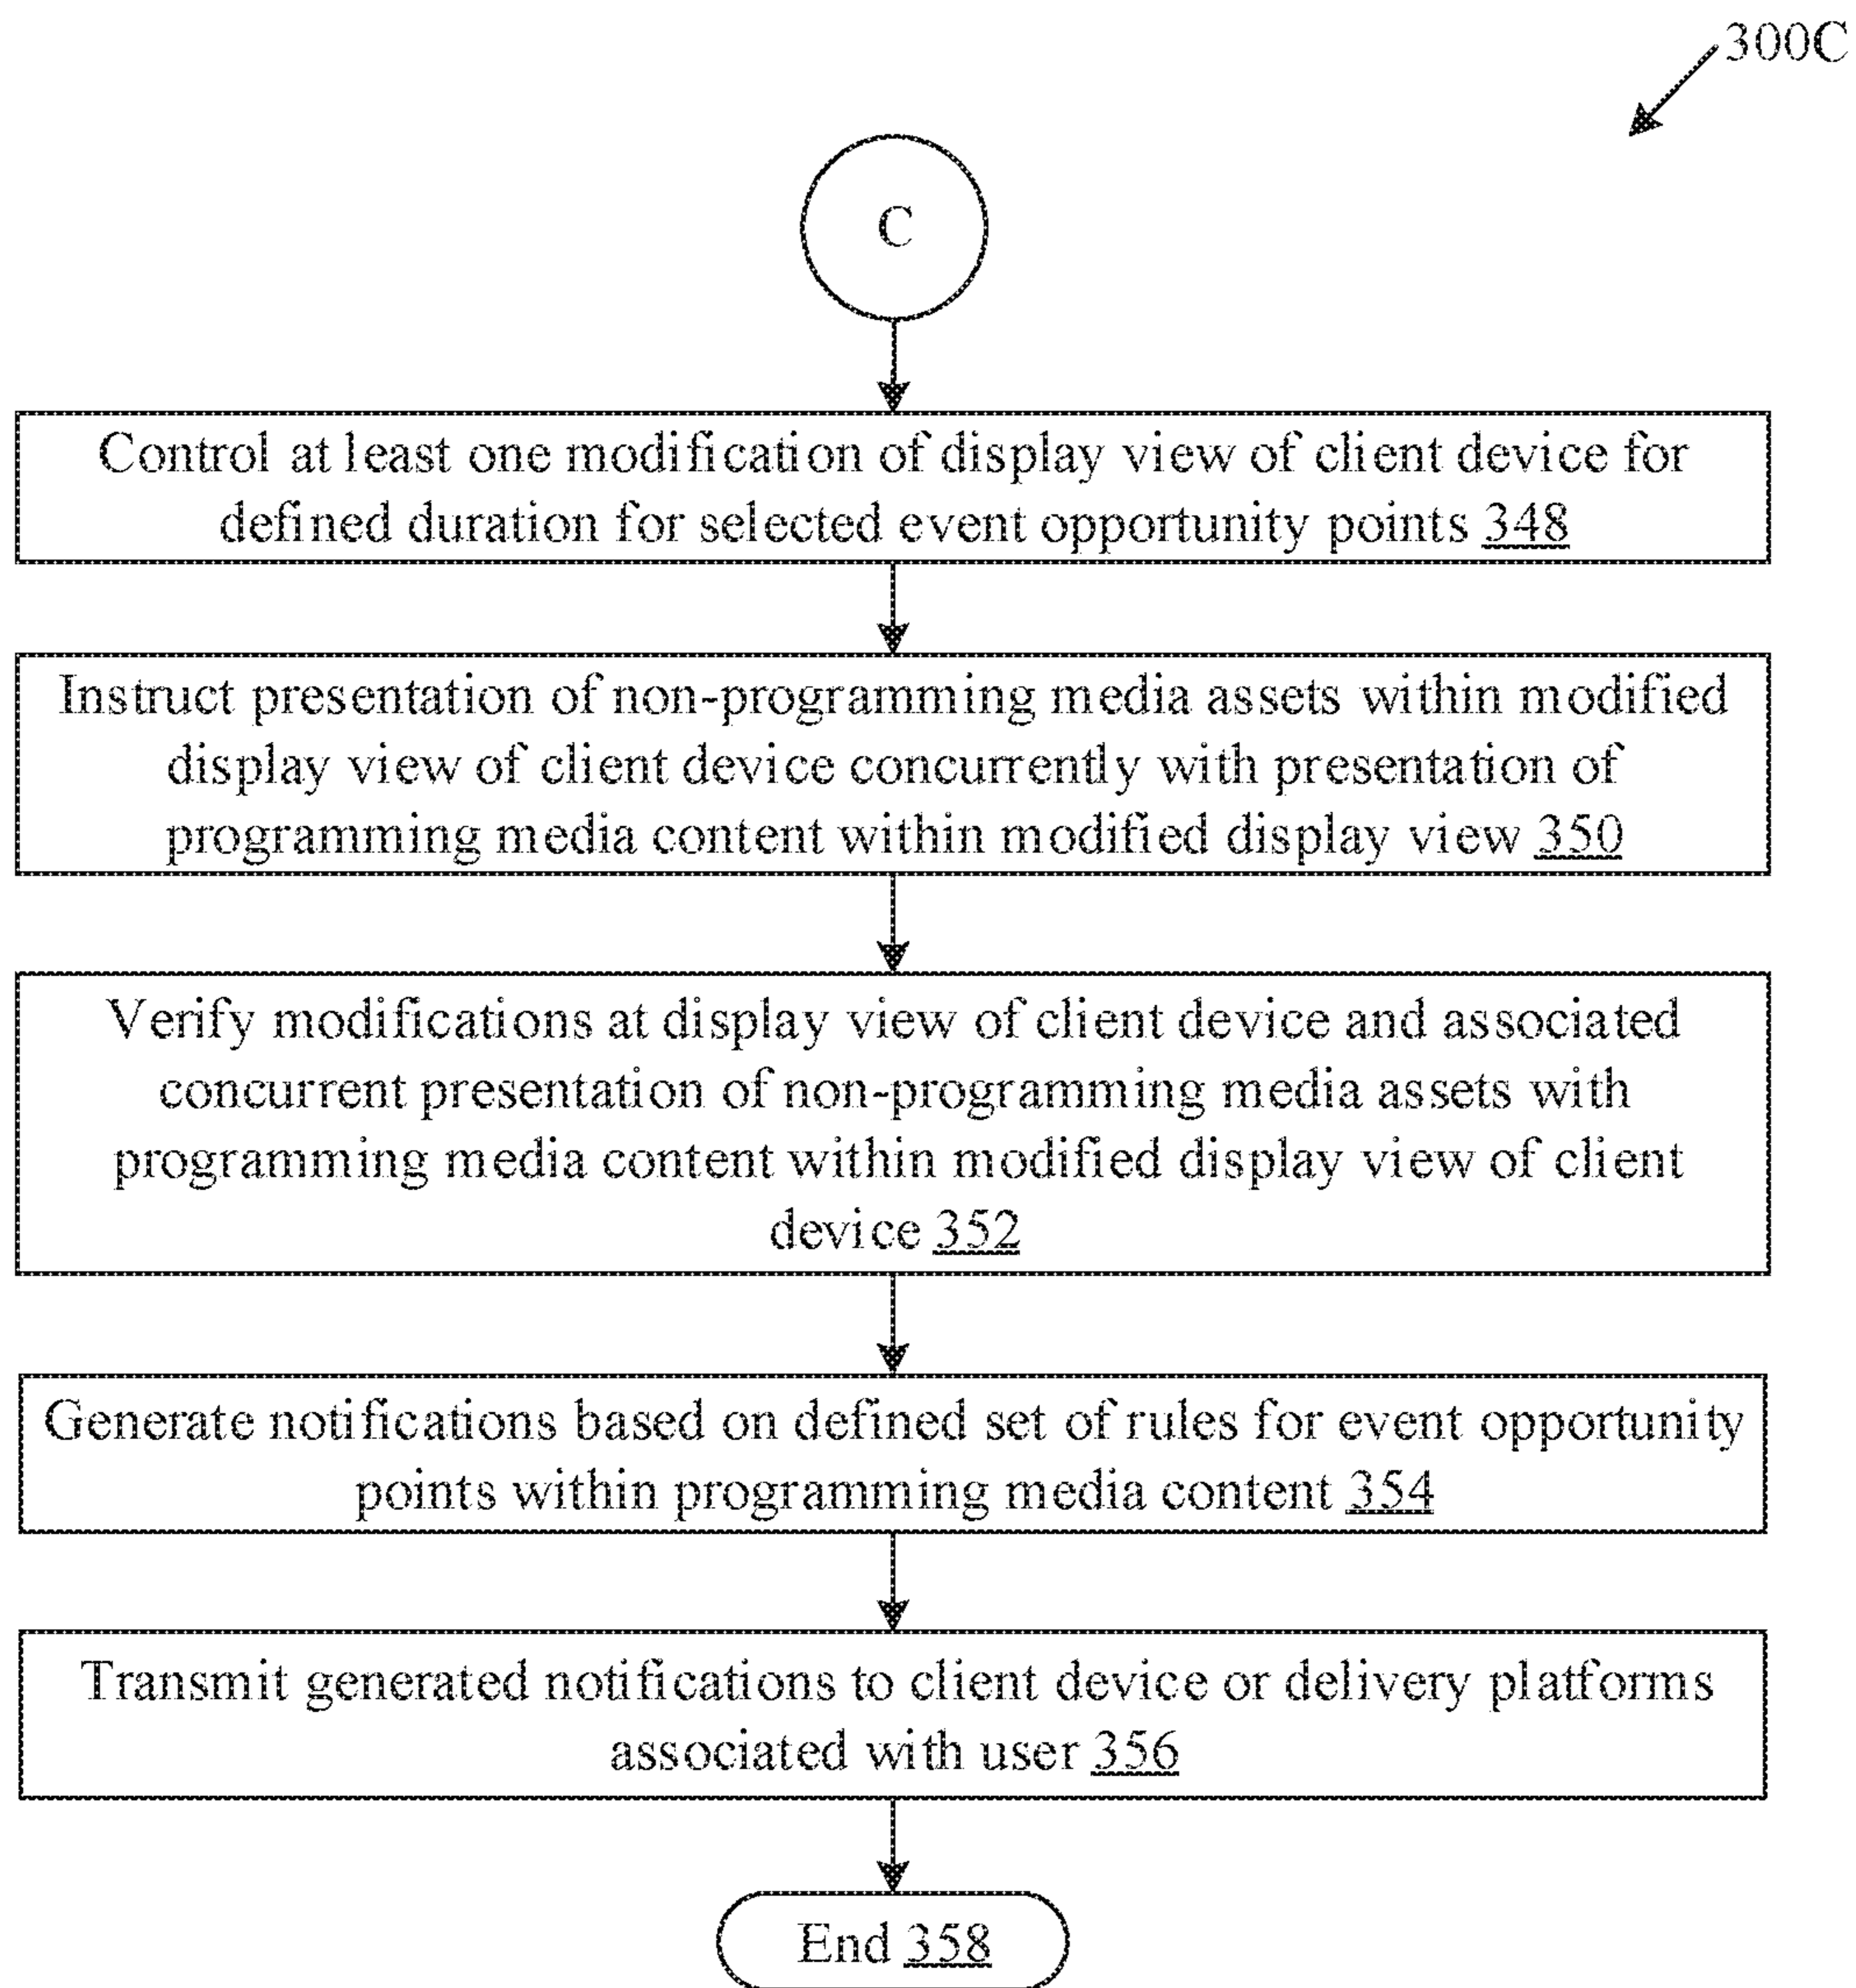 300C
C
Control at least one modification of display view of client device for
defined duration for selected event opportunity points 348
Instruct presentation of non-programming media assets within modified
display view of client device concurrently with presentation of
programming media content within modified display view 350
Verify modifications at display view of client device and associated
concurrent presentation of non-programming media assets with
programming media content within modified display view of client
device 352
Generate notifications based on defined set of rules for event opportunity
points within programming media content 354
Transmit generated notifications to client device or delivery platforms
associated with user 356
End 358